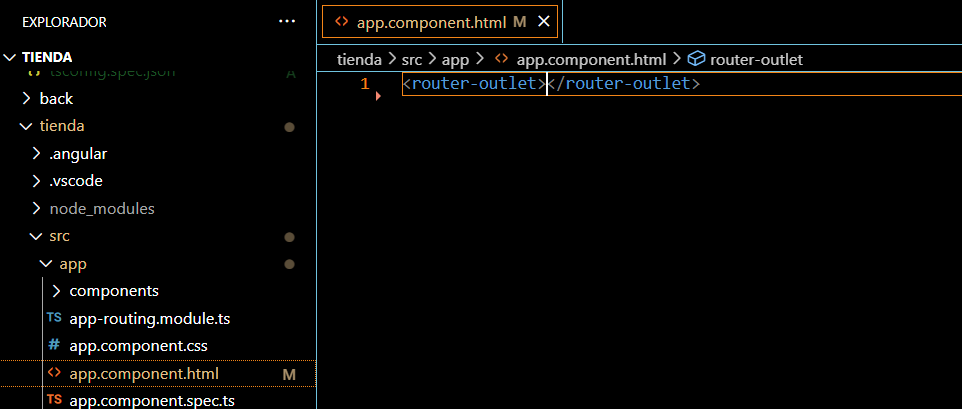 EXPLORADOR ···
TIENDA
tsconfig.spec.json A
back
tienda
.angular
.vscode
node_modules
src
app
components
TS app-routing.module.ts
# app.component.css
<> app.component.html M
TS app.component.spec.ts
<> app.component.html M ×
tienda > src > app > <> app.component.html > router-outlet
1 <router-outlet></router-outlet>